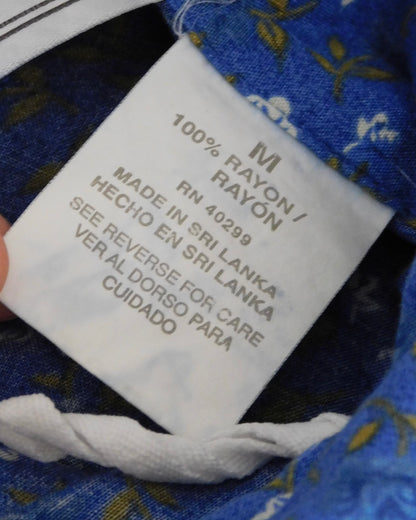 M
100% RAYON /
RAYÓN
RN 40299
MADE IN SRI LANKA
HECHO EN SRI LANKA
SEE REVERSE FOR CARE
VER AL DORSO PARA
CUIDADO